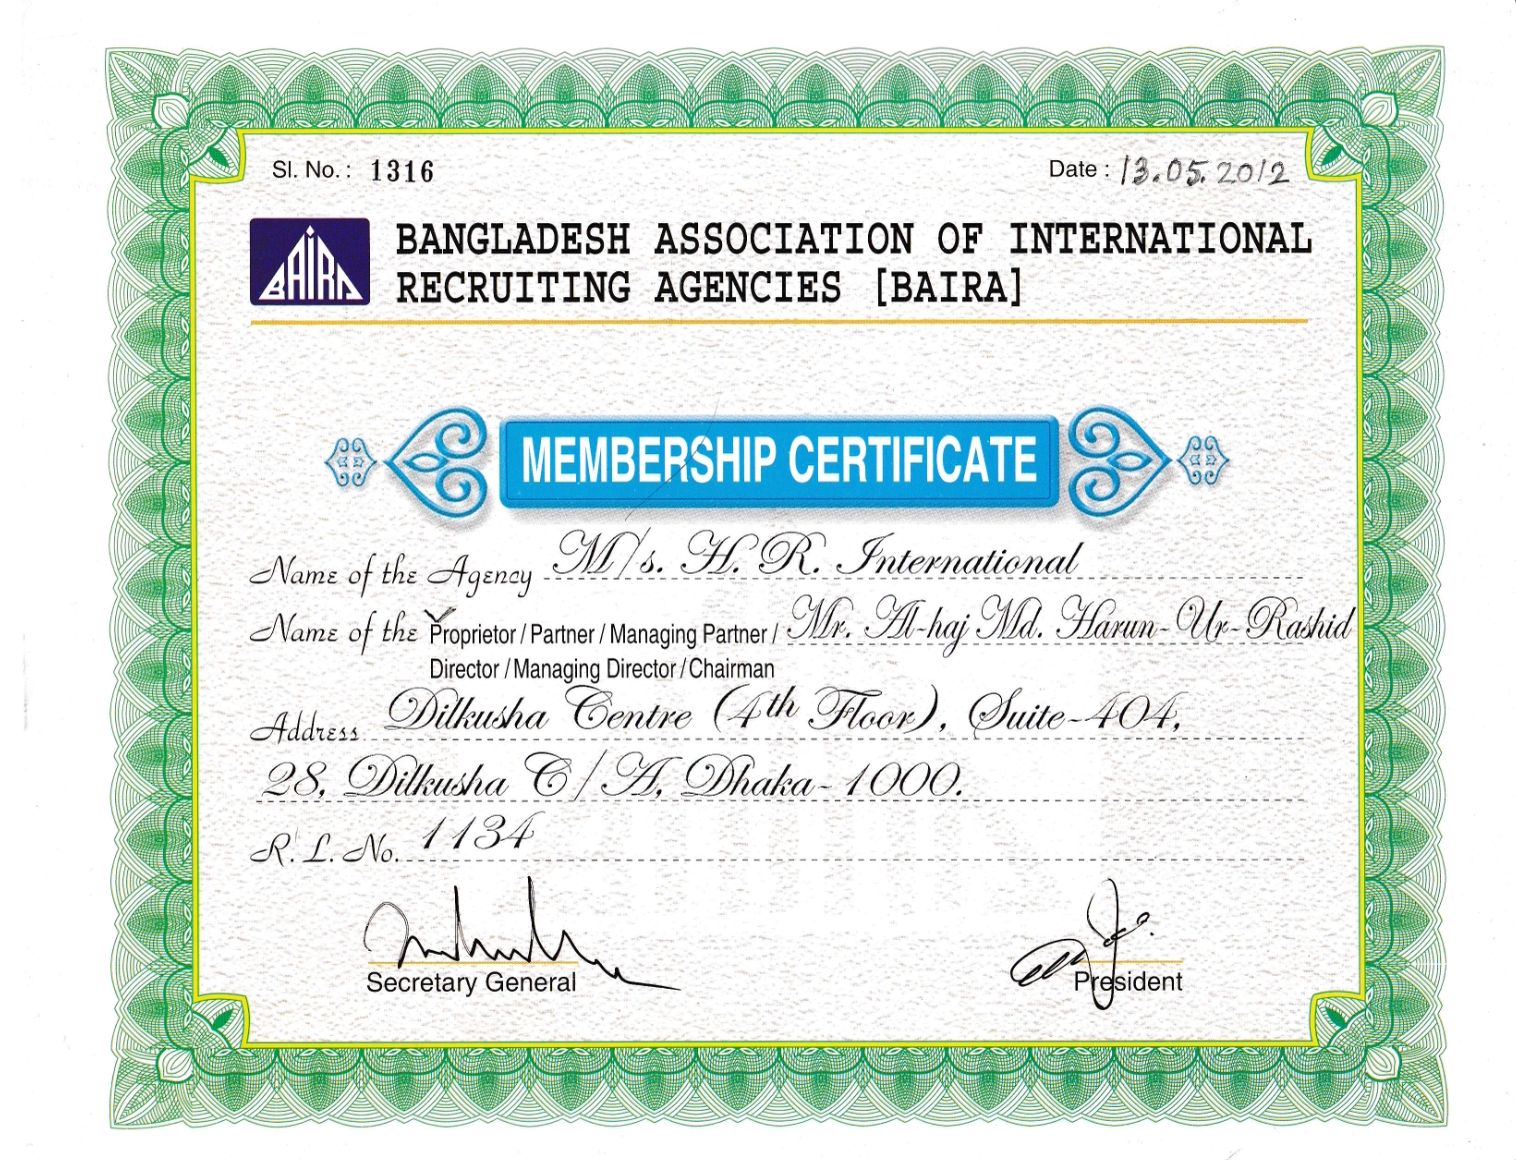 Sl. No. : 1316 Date : 13.05.2012
BAIRA BANGLADESH ASSOCIATION OF INTERNATIONAL
RECRUITING AGENCIES [BAIRA]
MEMBERSHIP CERTIFICATE
Name of the Agency M/s. H. R. International
Name of the Proprietor / Partner / Managing Partner / Mr. Al-haj Md. Harun-Ur-Rashid
Director / Managing Director / Chairman
Address Dilkusha Centre (4th Floor), Suite-404,
28, Dilkusha C/A, Dhaka-1000.
R. L. No. 1134
Secretary General President